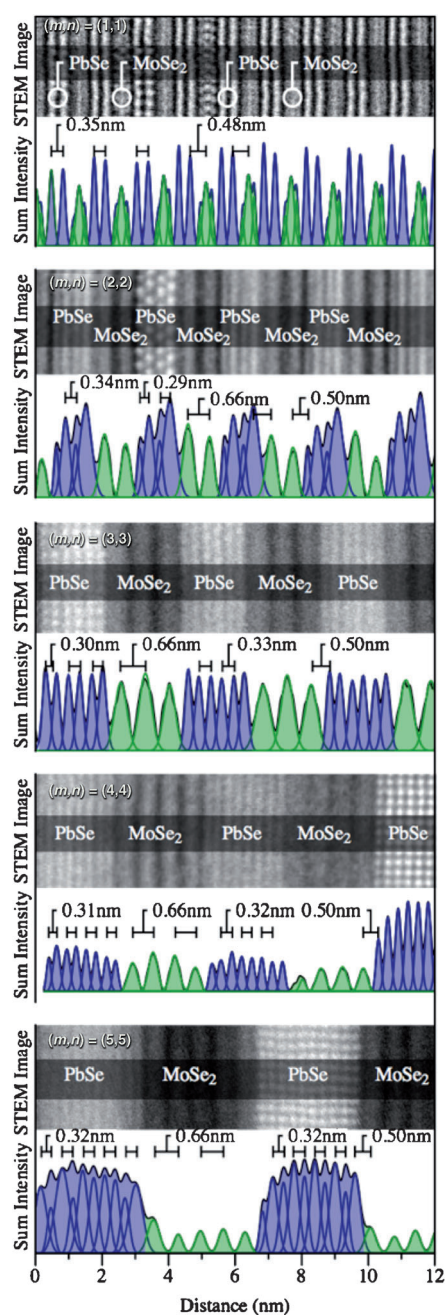 (m,n) = (1,1)
PbSe MoSe2 PbSe MoSe2
STEM Image
0.35nm 0.48nm
Sum Intensity
(m,n) = (2,2)
PbSe PbSe PbSe PbSe
MoSe2 MoSe2 MoSe2 MoSe2
STEM Image
0.34nm 0.29nm
0.66nm 0.50nm
Sum Intensity
(m,n) = (3,3)
PbSe MoSe2 PbSe MoSe2 PbSe
STEM Image
0.30nm 0.66nm 0.33nm 0.50nm
Sum Intensity
(m,n) = (4,4)
PbSe MoSe2 PbSe MoSe2 PbSe
STEM Image
0.31nm 0.66nm 0.32nm 0.50nm
Sum Intensity
(m,n) = (5,5)
PbSe MoSe2 PbSe MoSe2
STEM Image
0.32nm 0.66nm 0.32nm 0.50nm
Sum Intensity
0 2 4 6 8 10 12
Distance (nm)